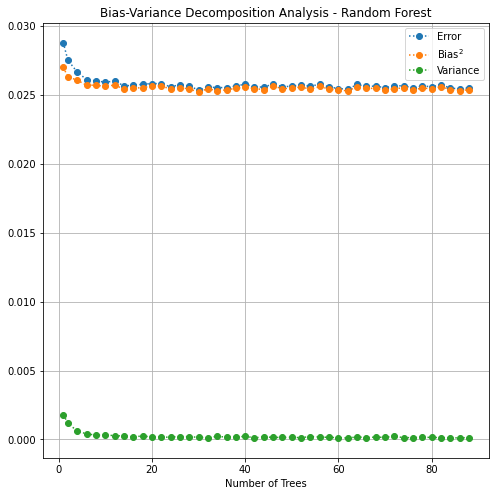 Bias-Variance Decomposition Analysis - Random Forest
0.030
Error
Bias²
Variance
0.025
0.020
0.015
0.010
0.005
0.000
0 20 40 60 80
Number of Trees